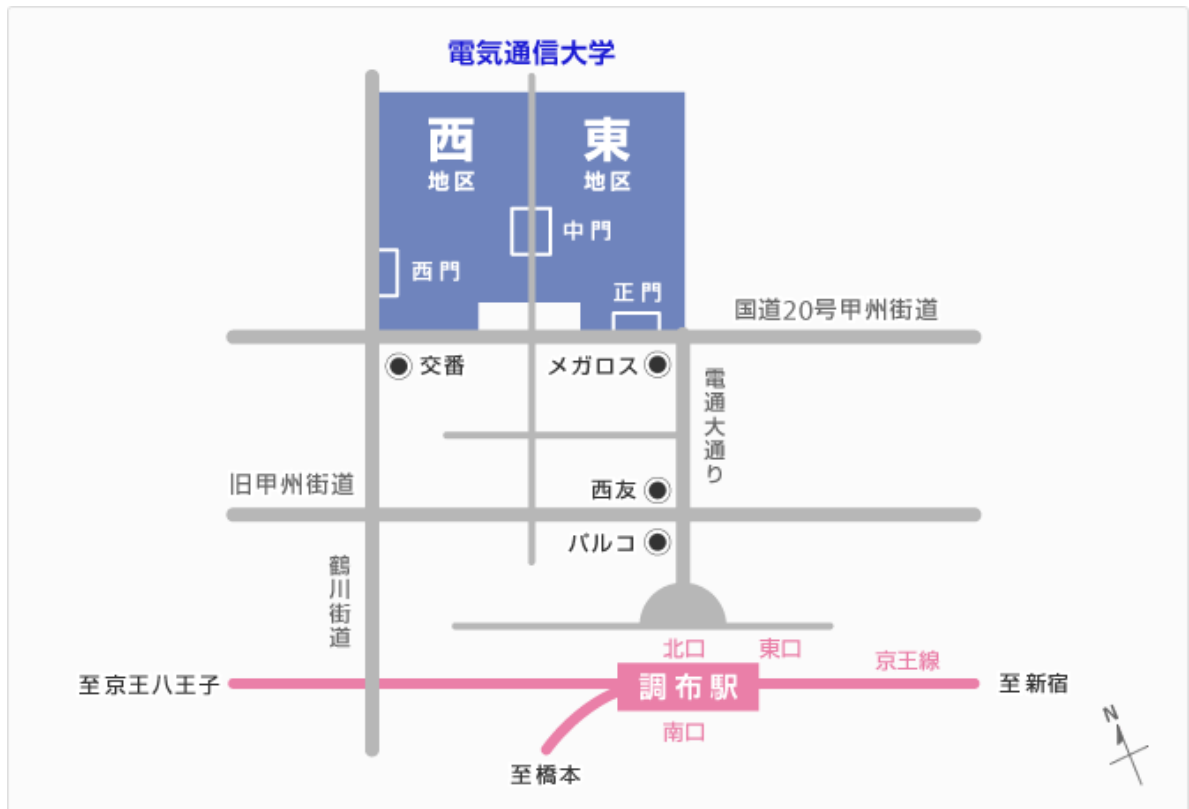 電気通信大学
西
地区
東
地区
中門
西門
正門
国道20号甲州街道
交番
メガロス
電通大通り
旧甲州街道
西友
パルコ
鶴川街道
北口
東口
京王線
至京王八王子
調布駅
至新宿
南口
至橋本
N